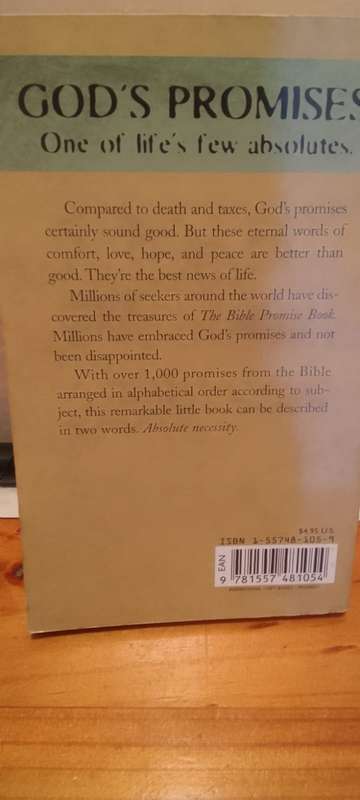 GOD'S PROMISES
One of life's few absolutes.
Compared to death and taxes, God's promises
certainly sound good. But these eternal words of
comfort, love, hope, and peace are better than
good. They're the best news of life.
Millions of seekers around the world have dis-
covered the treasures of The Bible Promise Book.
Millions have embraced God's promises and not
been disappointed.
With over 1,000 promises from the Bible
arranged in alphabetical order according to sub-
ject, this remarkable little book can be described
in two words. Absolute necessity.
$4.95 U.S.
ISBN 1-55748-105-9
EAN
9 781557 481054